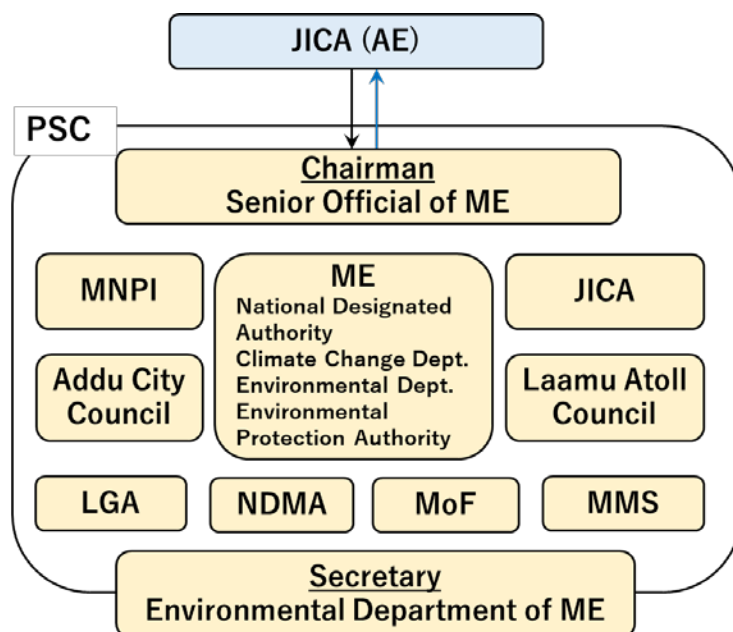 JICA (AE)
PSC
Chairman
Senior Official of ME
MNPI
ME
National Designated
Authority
Climate Change Dept.
Environmental Dept.
Environmental
Protection Authority
JICA
Addu City
Council
Laamu Atoll
Council
LGA
NDMA
MoF
MMS
Secretary
Environmental Department of ME